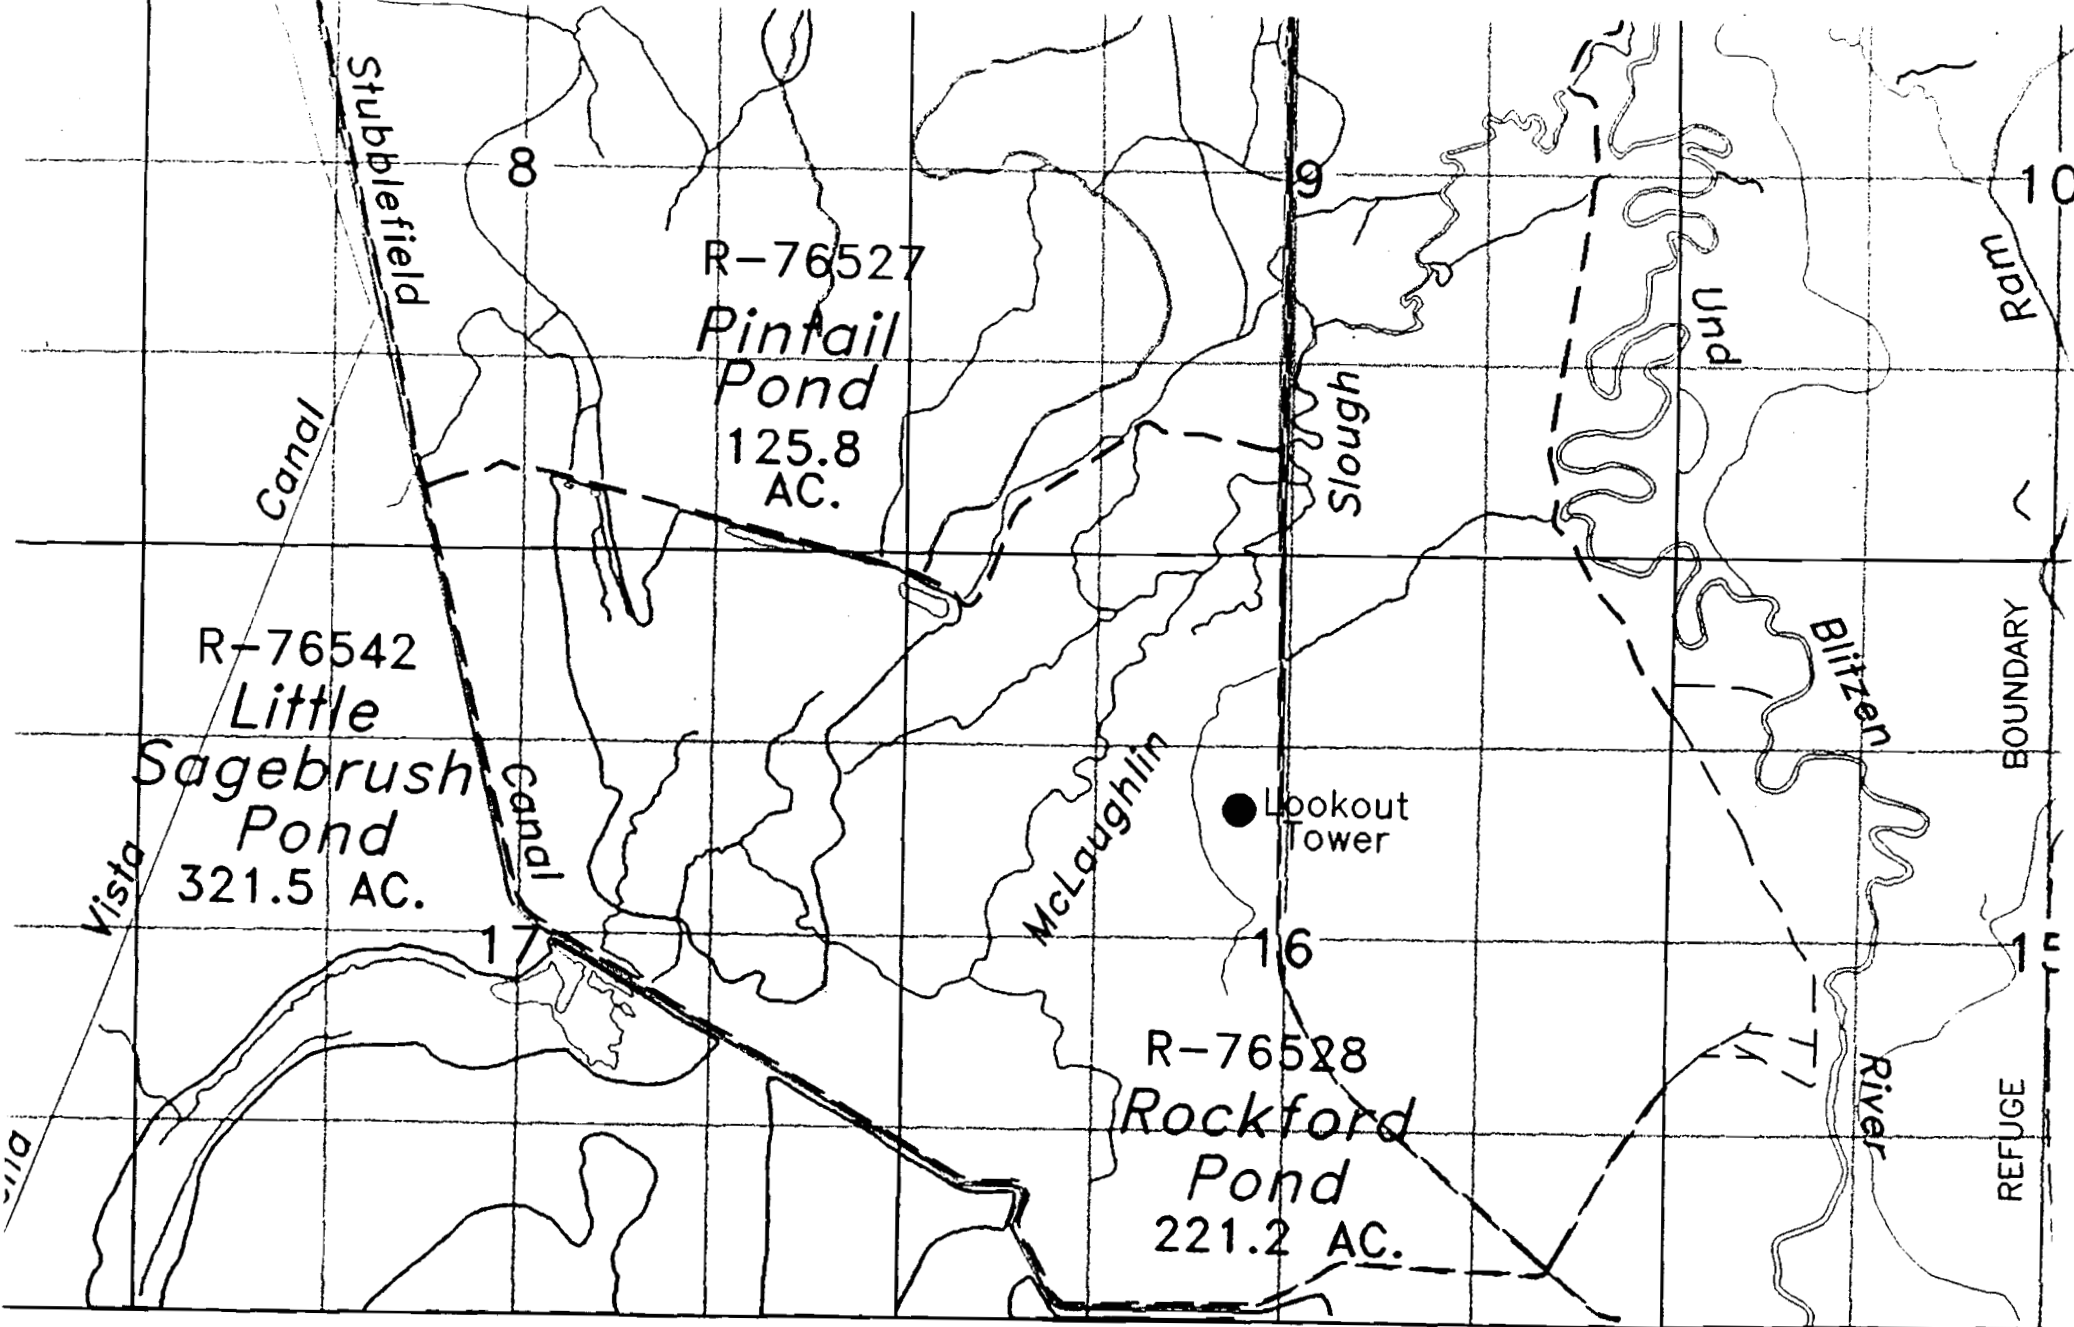 Stubblefield
8
9
10
R-76527
Pintail
Pond
125.8
AC.
Ram
Und
Canal
Slough
R-76542
Little
Sagebrush
Pond
321.5 AC.
Canal
Vista
McLaughlin
Lookout
Tower
Blitzen
BOUNDARY
17
16
15
R-76528
Rockford
Pond
221.2 AC.
River
REFUGE